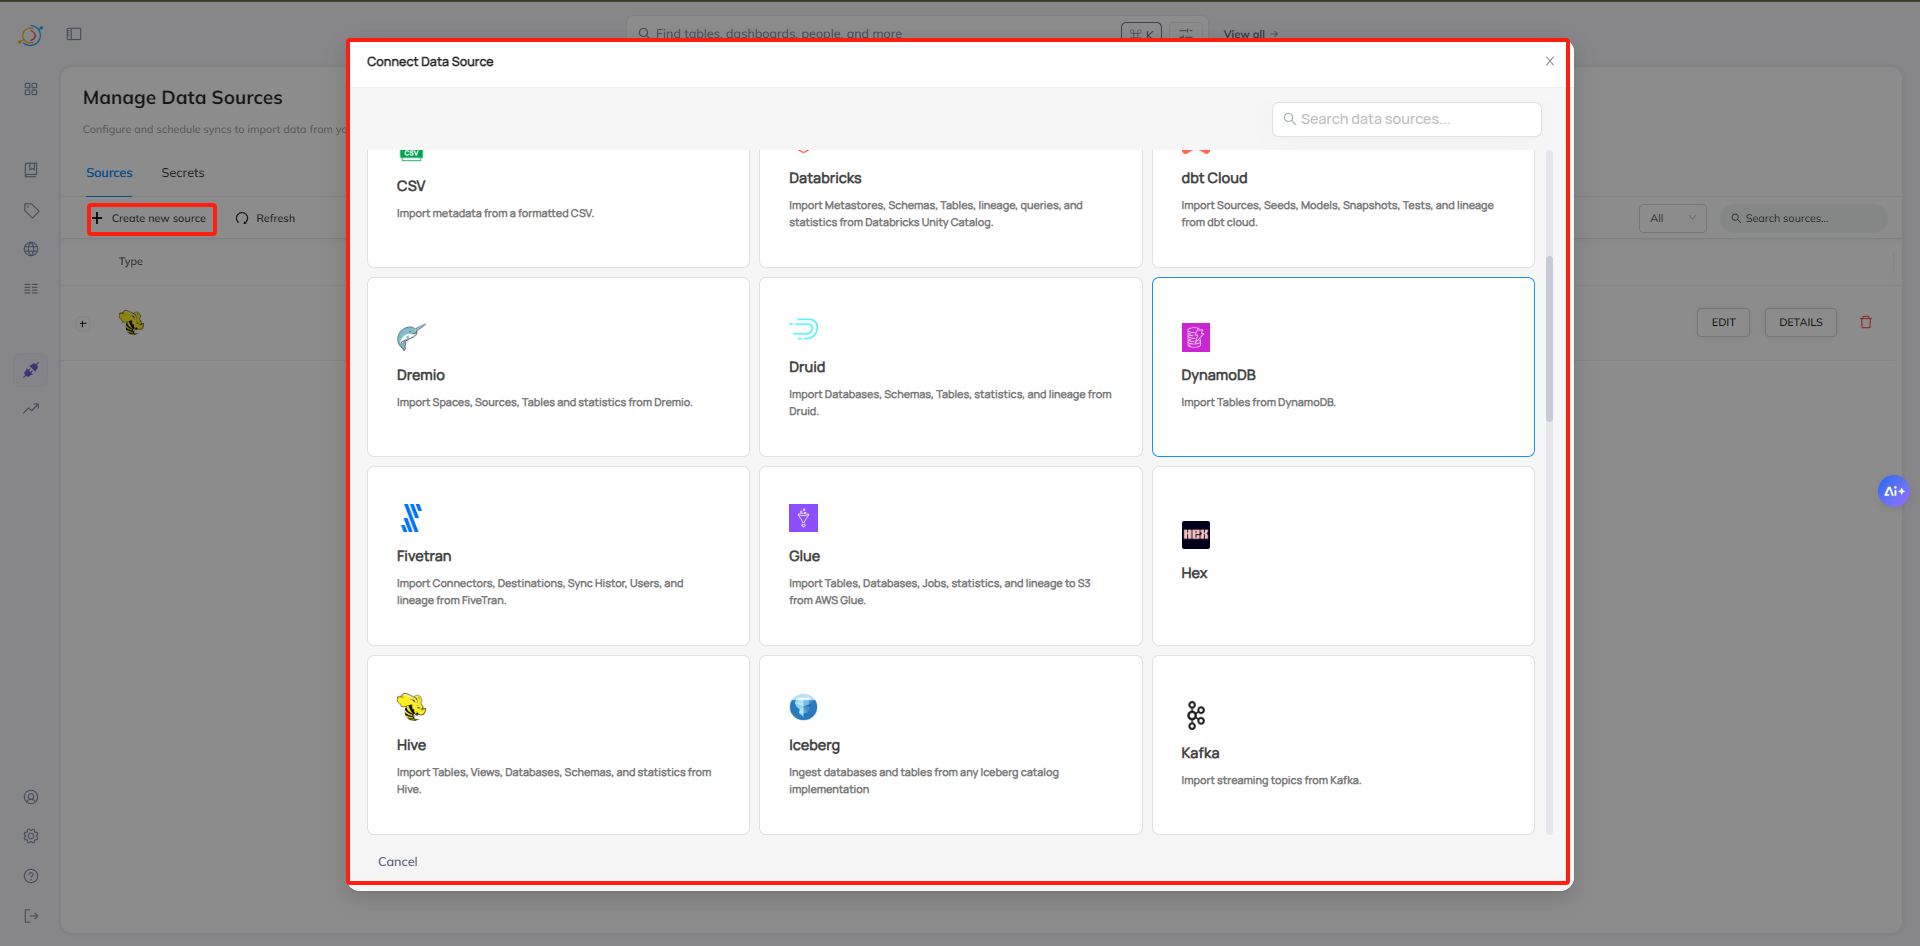 Find tables, dashboards, people, and more
⌘ K
View all →
Connect Data Source
Manage Data Sources
Configure and schedule syncs to import data from
Search data sources...
Sources
Secrets
+ Create new source
Refresh
All
Search sources...
Type
EDIT
DETAILS
CSV
CSV
Import metadata from a formatted CSV.
Databricks
Import Metastores, Schemas, Tables, lineage, queries, and
statistics from Databricks Unity Catalog.
dbt Cloud
Import Sources, Seeds, Models, Snapshots, Tests, and lineage
from dbt cloud.
Dremio
Import Spaces, Sources, Tables and statistics from Dremio.
Druid
Import Databases, Schemas, Tables, statistics, and lineage from
Druid.
DynamoDB
Import Tables from DynamoDB.
Fivetran
Import Connectors, Destinations, Sync Histor, Users, and
lineage from FiveTran.
Glue
Import Tables, Databases, Jobs, statistics, and lineage to S3
from AWS Glue.
HEX
Hex
Hive
Import Tables, Views, Databases, Schemas, and statistics from
Hive.
Iceberg
Ingest databases and tables from any Iceberg catalog
implementation
Kafka
Import streaming topics from Kafka.
Cancel
Ai+